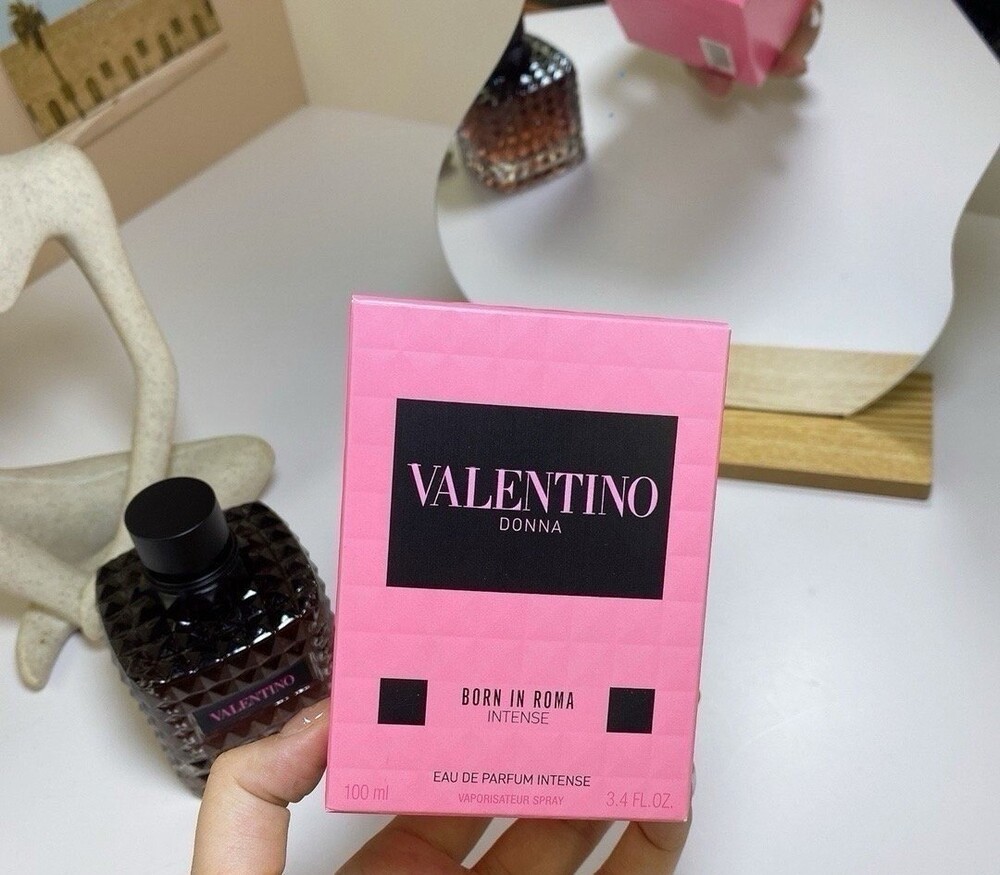 VALENTINO
DONNA
BORN IN ROMA
INTENSE
EAU DE PARFUM INTENSE
100 ml
VAPORISATEUR SPRAY
3.4 FL.OZ.
VALENTINO